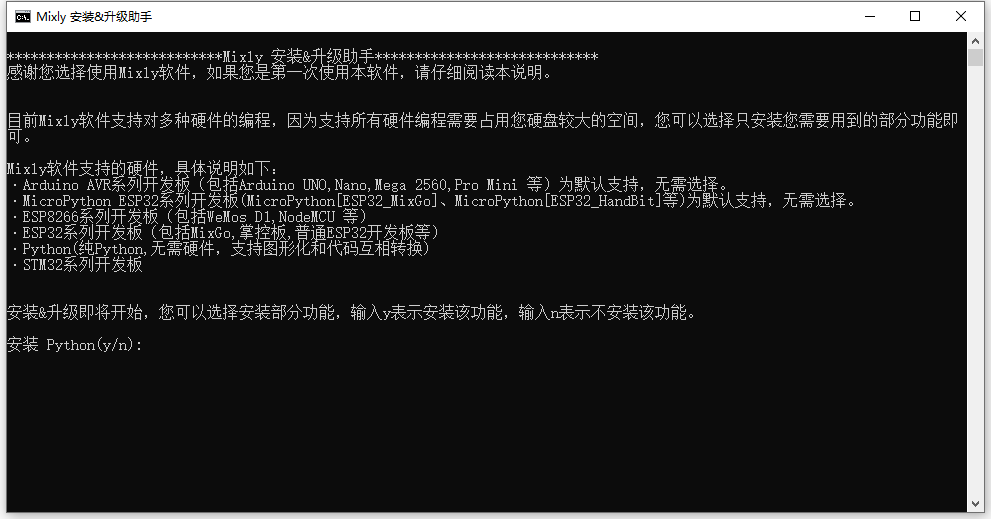 Mixly 安装&升级助手
***************************Mixly 安装&升级助手****************************
感谢您选择使用Mixly软件，如果您是第一次使用本软件，请仔细阅读本说明。
目前Mixly软件支持对多种硬件的编程，因为支持所有硬件编程需要占用您硬盘较大的空间，您可以选择只安装您需要用到的部分功能即
可。
Mixly软件支持的硬件，具体说明如下：
·Arduino AVR系列开发板（包括Arduino UNO,Nano,Mega 2560,Pro Mini 等）为默认支持，无需选择。
·MicroPython ESP32系列开发板(MicroPython[ESP32_MixGo]、MicroPython[ESP32_HandBit]等)为默认支持，无需选择。
·ESP8266系列开发板（包括WeMos D1,NodeMCU 等）
·ESP32系列开发板（包括MixGo,掌控板,普通ESP32开发板等）
·Python(纯Python,无需硬件，支持图形化和代码互相转换)
·STM32系列开发板
安装&升级即将开始，您可以选择安装部分功能，输入y表示安装该功能，输入n表示不安装该功能。
安装 Python(y/n):